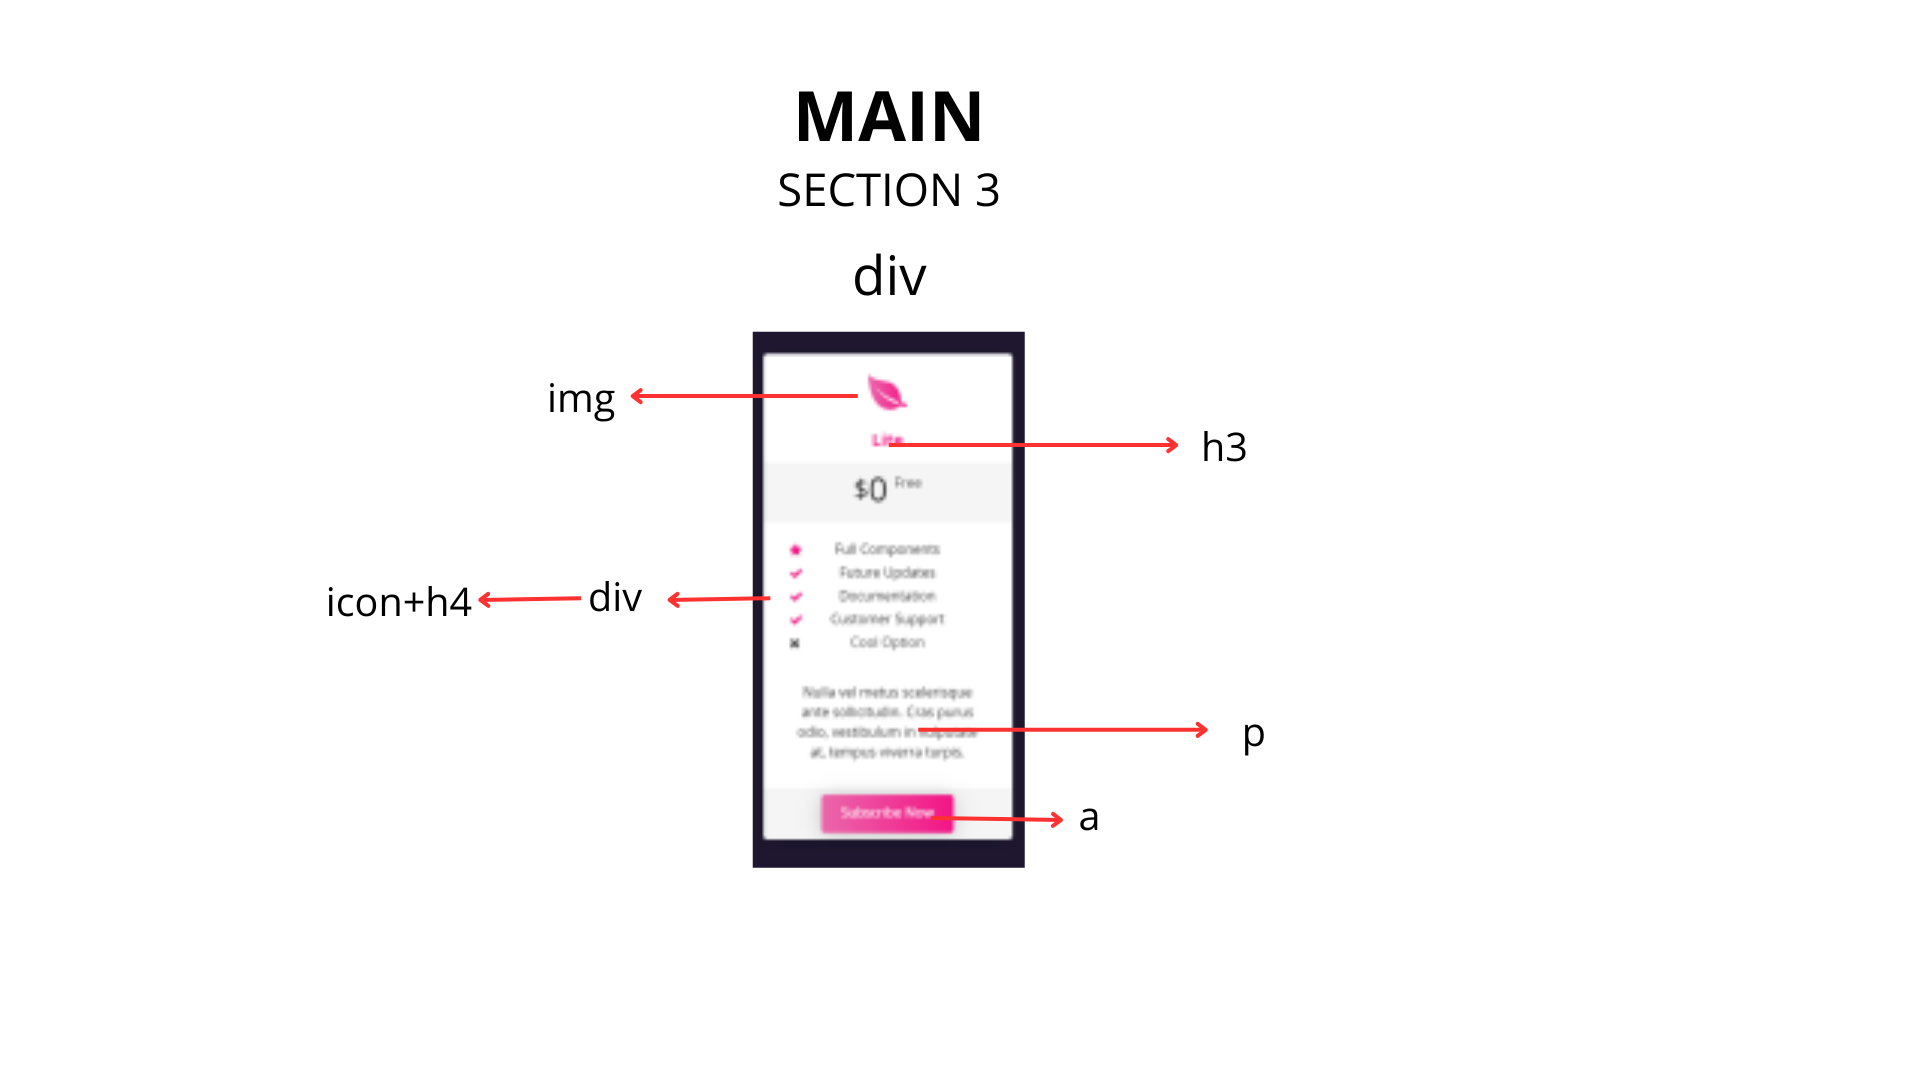 MAIN
SECTION 3
div
img
Lite
h3
$0 Free
Full Components
Future Updates
icon+h4
div
Documentation
Customer Support
Cool Option
Nulla vel metus scelerisque
ante sollicitudin. Cras purus
odio, vestibulum in vulputate
at, tempus viverra turpis.
p
Subscribe Now
a